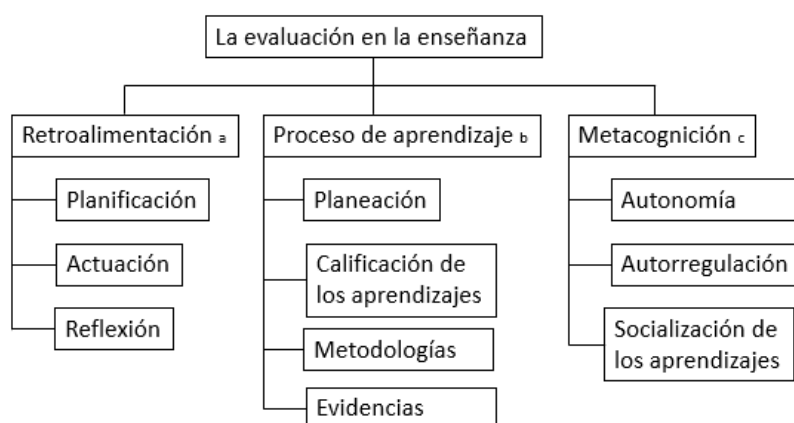 La evaluación en la enseñanza
Retroalimentación a
Planificación
Actuación
Reflexión
Proceso de aprendizaje b
Planeación
Calificación de
los aprendizajes
Metodologías
Evidencias
Metacognición c
Autonomía
Autorregulación
Socialización de
los aprendizajes